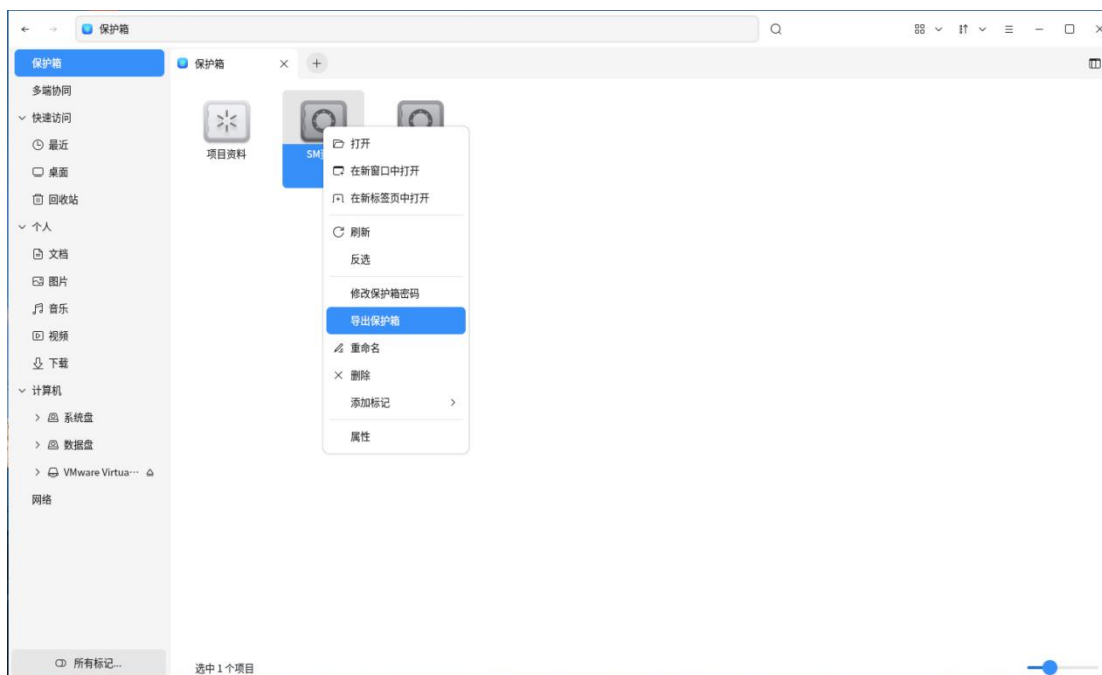 保护箱
保护箱
保护箱
多端协同
快速访问
最近
桌面
回收站
个人
文档
图片
音乐
视频
下载
计算机
系统盘
数据盘
VMware Virtua…
网络
所有标记...
项目资料
SM
打开
在新窗口中打开
在新标签页中打开
刷新
反选
修改保护箱密码
导出保护箱
重命名
删除
添加标记
属性
选中 1 个项目